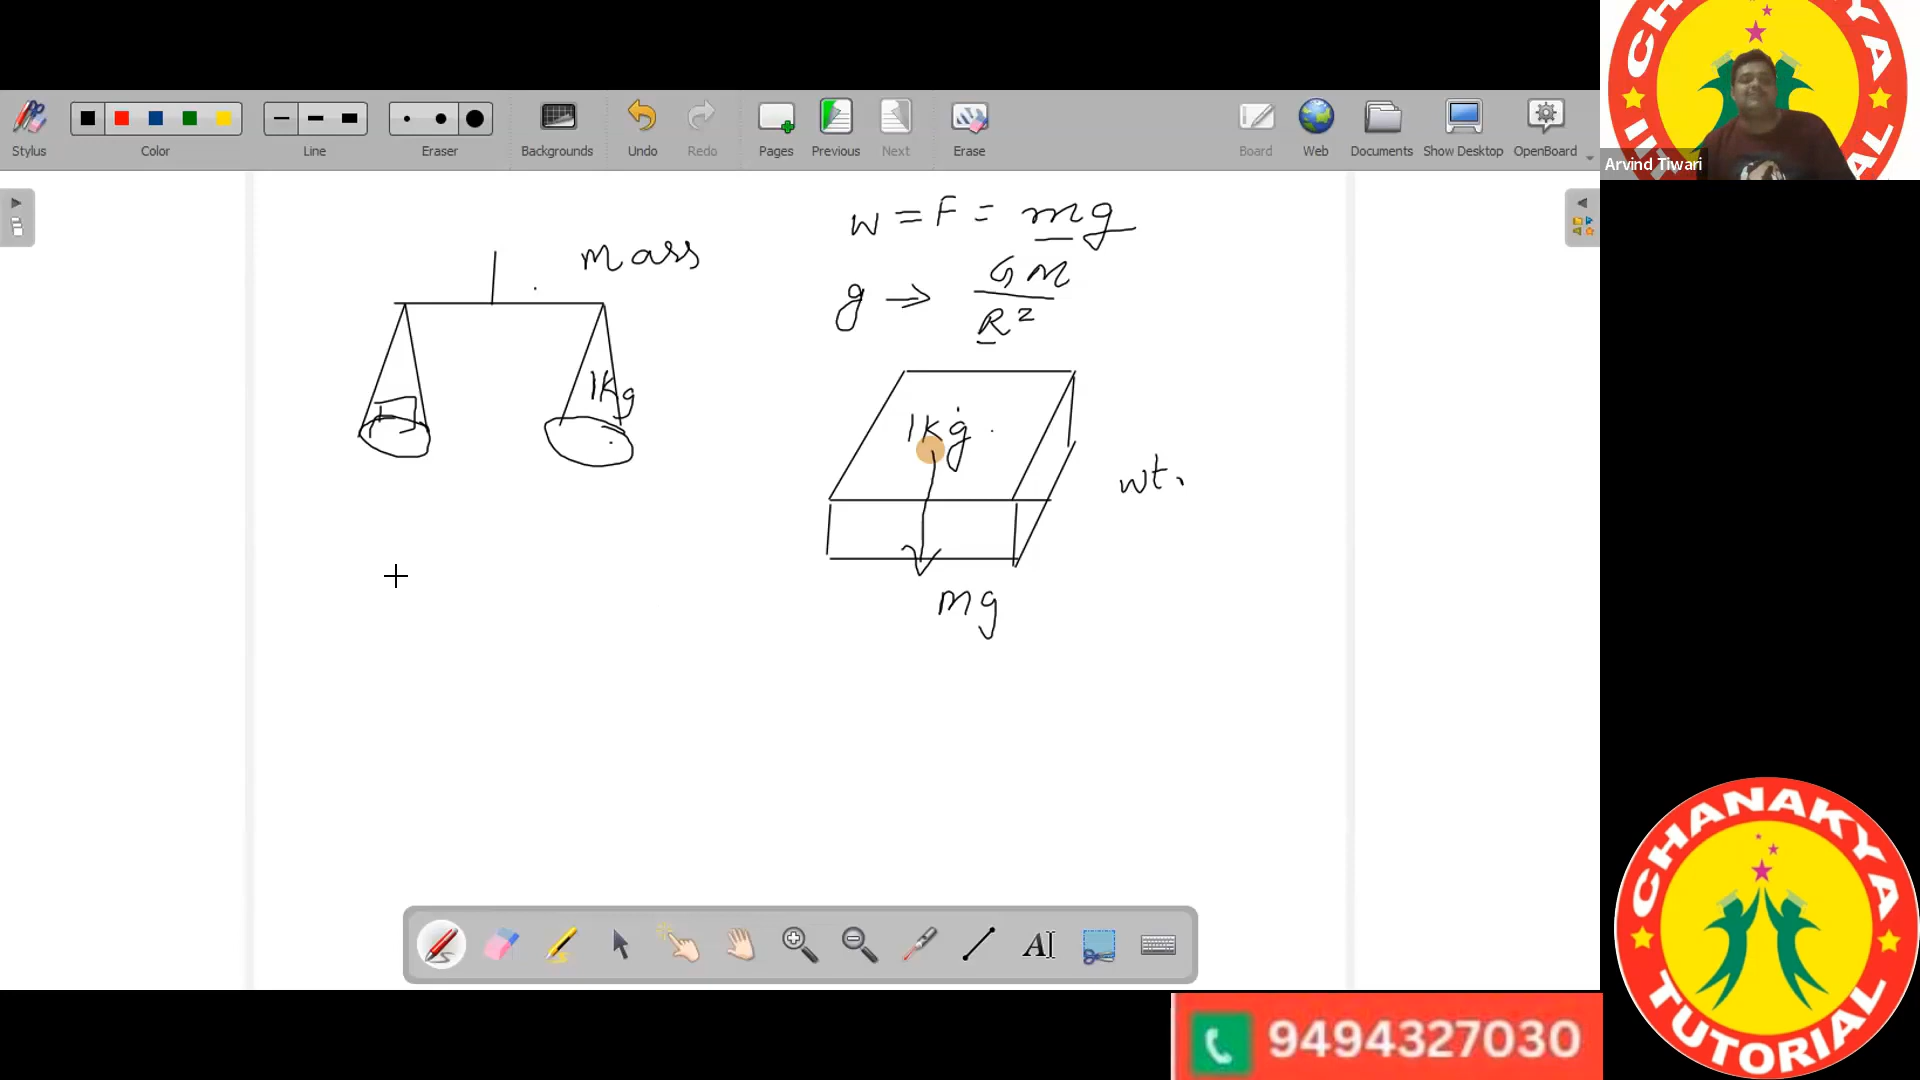 Stylus
Color
Line
Eraser
Backgrounds
Undo
Redo
Pages
Previous
Next
Erase
Board
Web
Documents
Show Desktop
OpenBoard
Arvind Tiwari
mass
1kg
w = F = mg
g → GM
R²
1kg
wt.
mg
AI
CHANAKYA
TUTORIAL
9494327030